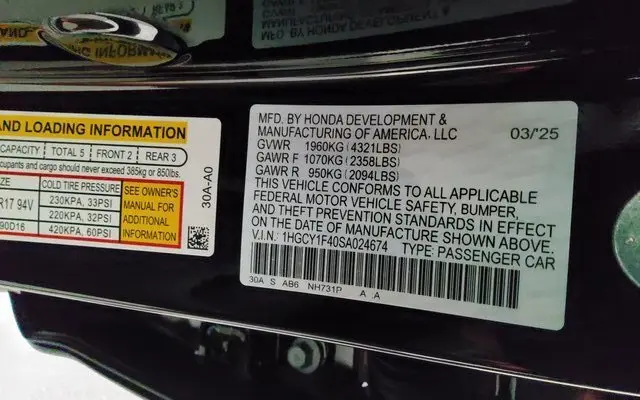 AND LOADING INFORMATION
CAPACITY TOTAL 5 FRONT 2 REAR 3
cupants and cargo should never exceed 385kg or 850lbs.
ZE COLD TIRE PRESSURE SEE OWNER'S MANUAL FOR ADDITIONAL INFORMATION
R17 94V 230KPA, 33PSI
220KPA, 32PSI
90D16 420KPA, 60PSI
30A-A0
MFD. BY HONDA DEVELOPMENT &
MANUFACTURING OF AMERICA, LLC 03/'25
GVWR 1960KG (4321LBS)
GAWR F 1070KG (2358LBS)
GAWR R 950KG (2094LBS)
THIS VEHICLE CONFORMS TO ALL APPLICABLE
FEDERAL MOTOR VEHICLE SAFETY, BUMPER,
AND THEFT PREVENTION STANDARDS IN EFFECT
ON THE DATE OF MANUFACTURE SHOWN ABOVE.
V.I.N.: 1HGCY1F40SA024674 TYPE: PASSENGER CAR
30A S AB6 NH731P A A